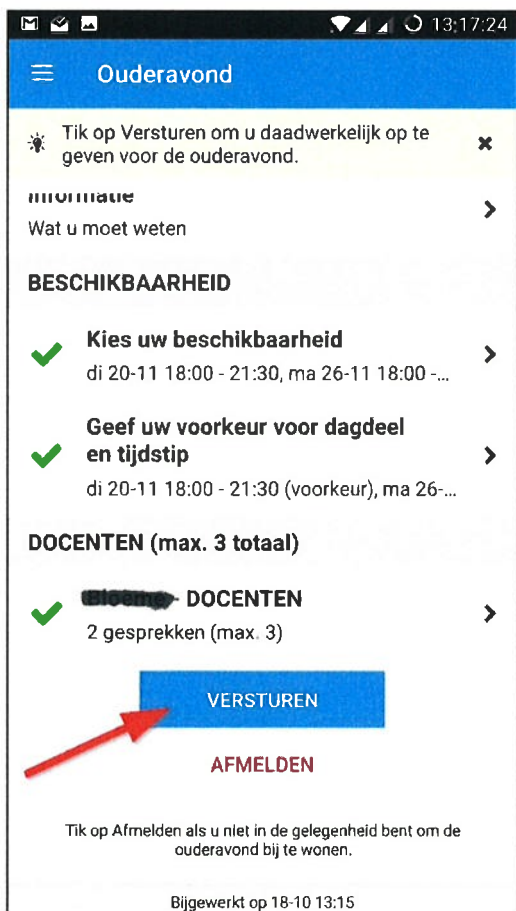 13:17:24
Ouderavond
Tik op Versturen om u daadwerkelijk op te
geven voor de ouderavond.
Informatie
Wat u moet weten
BESCHIKBAARHEID
Kies uw beschikbaarheid
di 20-11 18:00 - 21:30, ma 26-11 18:00 -...
Geef uw voorkeur voor dagdeel
en tijdstip
di 20-11 18:00 - 21:30 (voorkeur), ma 26-...
DOCENTEN (max. 3 totaal)
- DOCENTEN
2 gesprekken (max. 3)
VERSTUREN
AFMELDEN
Tik op Afmelden als u niet in de gelegenheid bent om de
ouderavond bij te wonen.
Bijgewerkt op 18-10 13:15